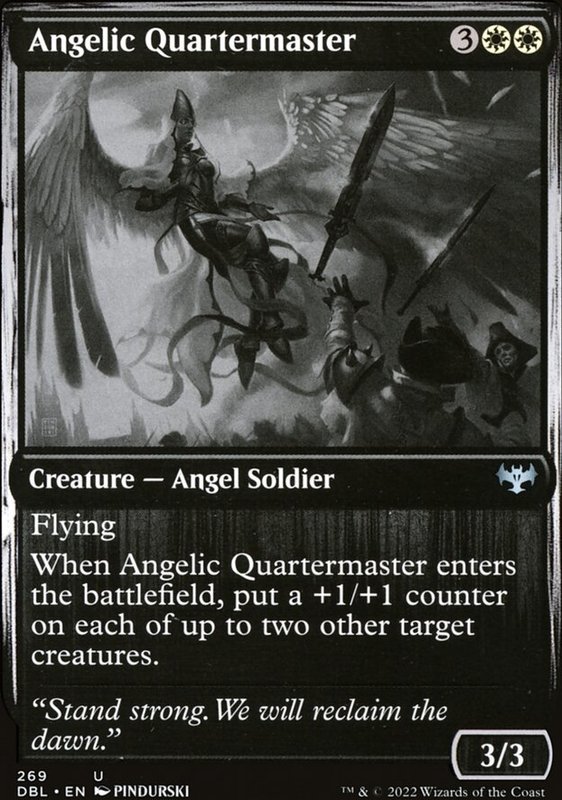 Angelic Quartermaster 3
Creature — Angel Soldier
Flying
When Angelic Quartermaster enters
the battlefield, put a +1/+1 counter
on each of up to two other target
creatures.
“Stand strong. We will reclaim the
dawn.”
3/3
269 U
DBL • EN PINDURSKI ™ & © 2022 Wizards of the Coast